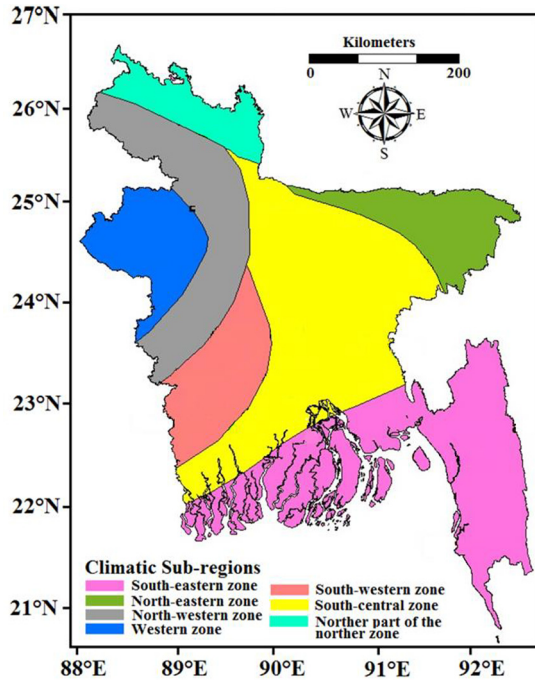 27°N
Kilometers
0 200
N
W E
S
26°N
25°N
24°N
23°N
22°N
21°N
Climatic Sub-regions
South-eastern zone
North-eastern zone
North-western zone
Western zone
South-western zone
South-central zone
Norther part of the
norther zone
88°E 89°E 90°E 91°E 92°E